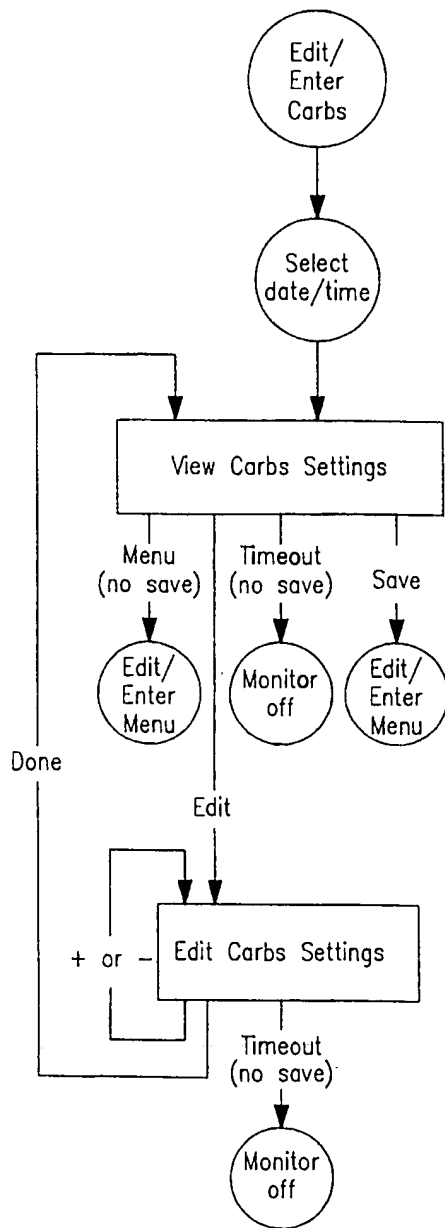 Edit/
Enter
Carbs
Select
date/time
View Carbs Settings
Menu
(no save)
Timeout
(no save)
Save
Edit/
Enter
Menu
Monitor
off
Edit/
Enter
Menu
Done
Edit
+ or -
Edit Carbs Settings
Timeout
(no save)
Monitor
off